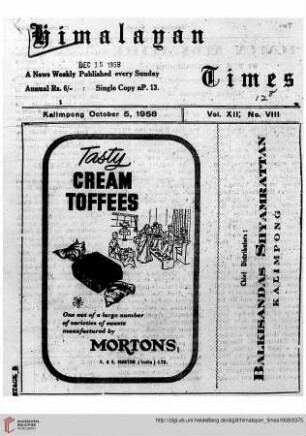 Himalayan
Times
DEC 15 1958
A News Weekly Published every Sunday
Annual Rs. 6/- : Single Copy nP. 13.
Kalimpong October 5, 1958
Vol. XII, No. VIII
Tasty
CREAM
TOFFEES
One out of a large number
of varieties of sweets
manufactured by
MORTONS
C. & E. MORTON (India) LTD.
Chief Distributors :
BALKISANDAS SHYAMRATTAN
KALIMPONG